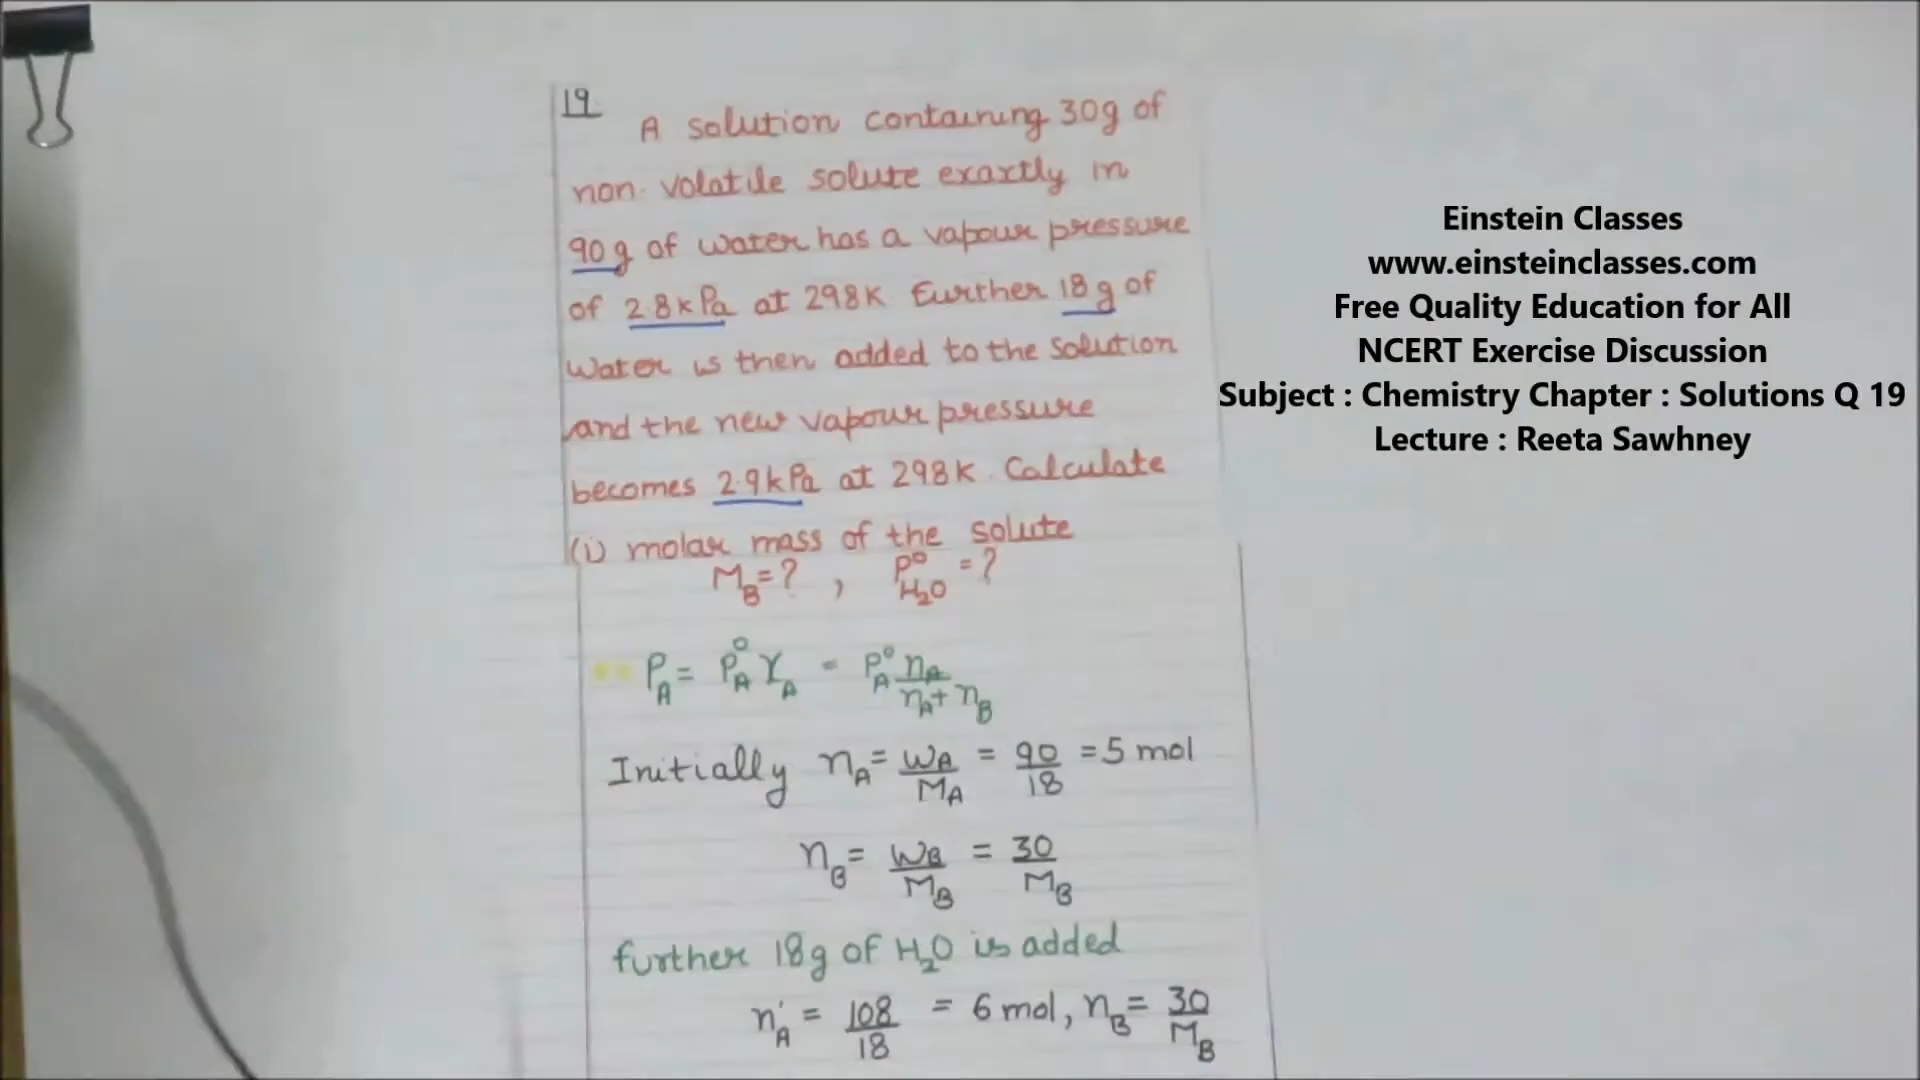 19
A solution containing 30g of
non-volatile solute exactly in
90g of water has a vapour pressure
of 2.8kPa at 298K. Further 18g of
water is then added to the solution
and the new vapour pressure
becomes 2.9kPa at 298K. Calculate
(i) molar mass of the solute
M_B = ? , P°_H₂O = ?
P_A = P°_A X_A = P°_A n_A / n_A + n_B
Initially n_A = W_A / M_A = 90 / 18 = 5 mol
n_B = W_B / M_B = 30 / M_B
further 18g of H₂O is added
n'_A = 108 / 18 = 6 mol, n_B = 30 / M_B
Einstein Classes
www.einsteinclasses.com
Free Quality Education for All
NCERT Exercise Discussion
Subject : Chemistry Chapter : Solutions Q 19
Lecture : Reeta Sawhney